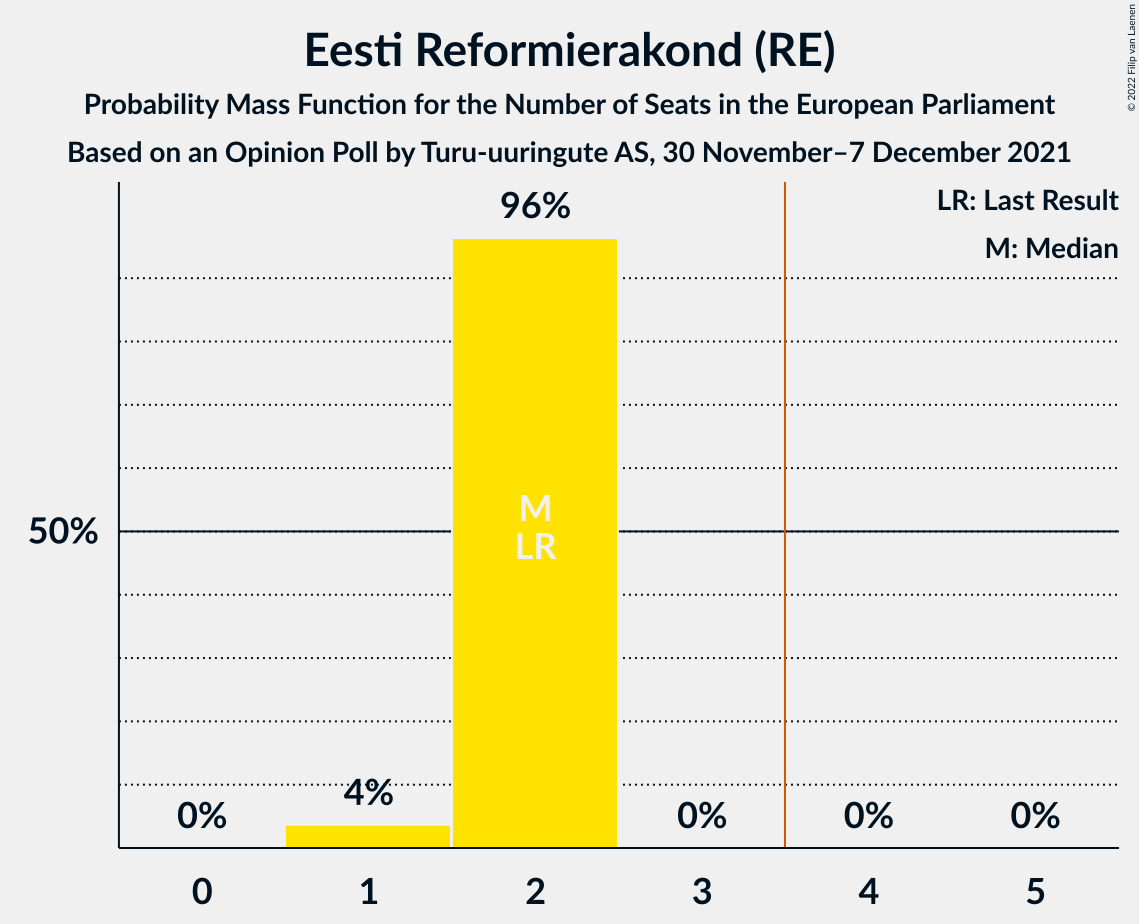 Eesti Reformierakond (RE)
Probability Mass Function for the Number of Seats in the European Parliament
Based on an Opinion Poll by Turu-uuringute AS, 30 November–7 December 2021
© 2022 Filip van Laenen
LR: Last Result
M: Median
96%
50%
M
LR
0%
4%
0%
0%
0%
0
1
2
3
4
5